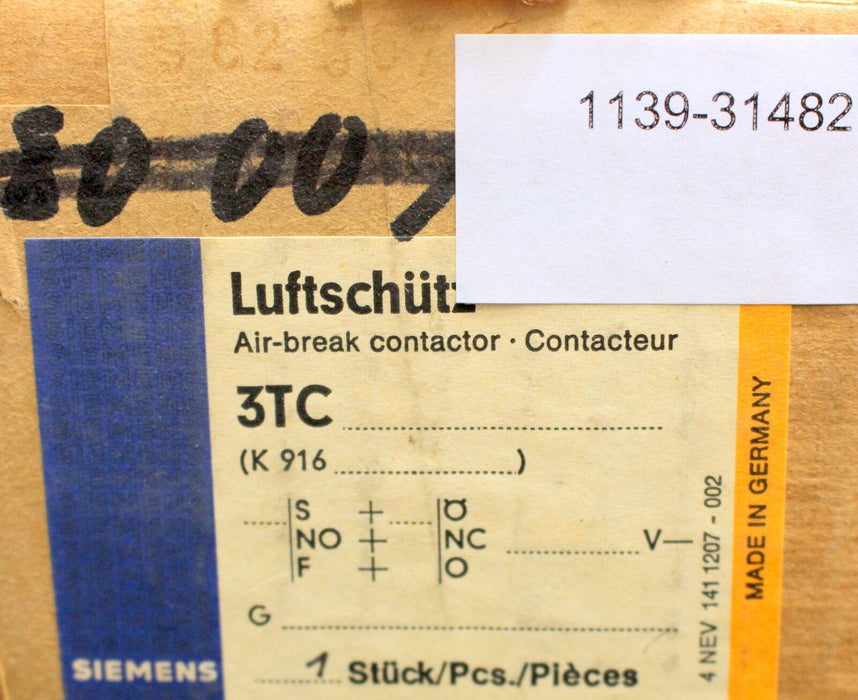 1139-31482
80 00,
Luftschütz
Air-break contactor · Contacteur
3TC
(K 916 )
S + Ö
NO + NC V—
F + O
G
1 Stück/Pcs./Pièces
SIEMENS
4 NEV 141 1207 - 002
MADE IN GERMANY